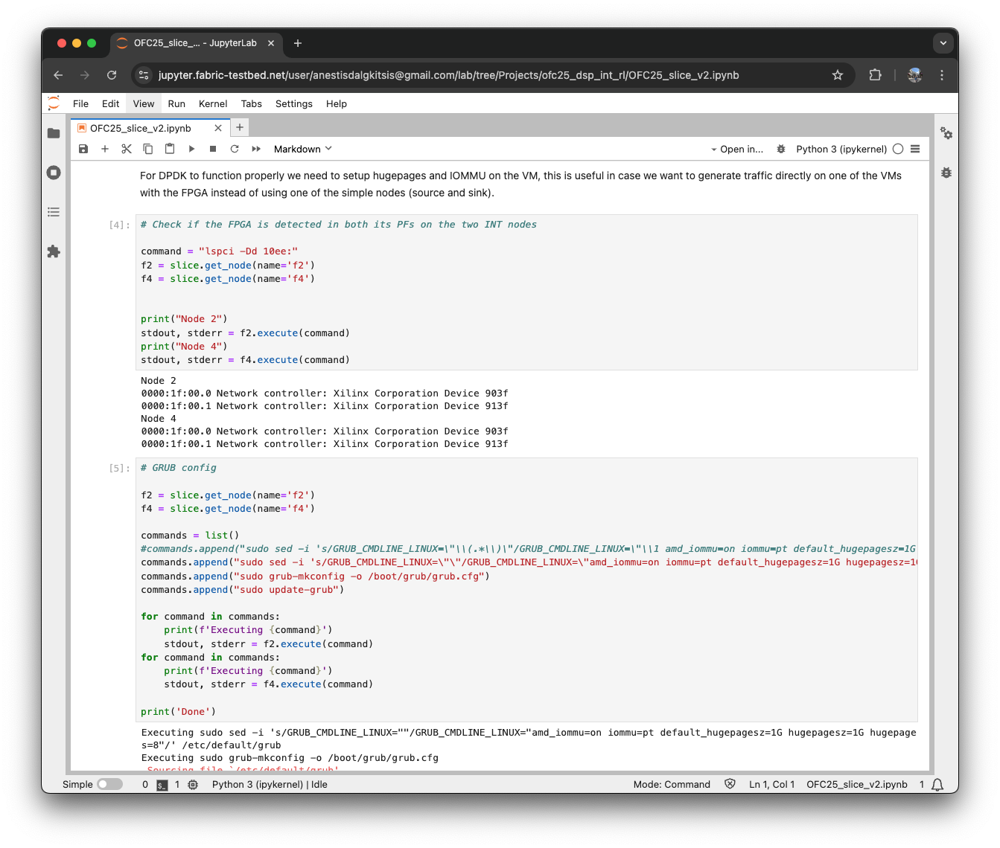 OFC25_slice_... - JupyterLab
jupyter.fabric-testbed.net/user/anestisdalgkitsis@gmail.com/lab/tree/Projects/ofc25_dsp_int_rl/OFC25_slice_v2.ipynb
File Edit View Run Kernel Tabs Settings Help
OFC25_slice_v2.ipynb
Markdown Open in... Python 3 (ipykernel)
For DPDK to function properly we need to setup hugepages and IOMMU on the VM, this is useful in case we want to generate traffic directly on one of the VMs
with the FPGA instead of using one of the simple nodes (source and sink).
[4]: # Check if the FPGA is detected in both its PFs on the two INT nodes
command = "lspci -Dd 10ee:"
f2 = slice.get_node(name='f2')
f4 = slice.get_node(name='f4')
print("Node 2")
stdout, stderr = f2.execute(command)
print("Node 4")
stdout, stderr = f4.execute(command)
Node 2
0000:1f:00.0 Network controller: Xilinx Corporation Device 903f
0000:1f:00.1 Network controller: Xilinx Corporation Device 913f
Node 4
0000:1f:00.0 Network controller: Xilinx Corporation Device 903f
0000:1f:00.1 Network controller: Xilinx Corporation Device 913f
[5]: # GRUB config
f2 = slice.get_node(name='f2')
f4 = slice.get_node(name='f4')
commands = list()
#commands.append("sudo sed -i 's/GRUB_CMDLINE_LINUX=\"\\(.*\\)\"/GRUB_CMDLINE_LINUX=\"\\1 amd_iommu=on iommu=pt default_hugepagesz=1G
commands.append("sudo sed -i 's/GRUB_CMDLINE_LINUX=\"\"/GRUB_CMDLINE_LINUX=\"amd_iommu=on iommu=pt default_hugepagesz=1G hugepagesz=1G
commands.append("sudo grub-mkconfig -o /boot/grub/grub.cfg")
commands.append("sudo update-grub")
for command in commands:
    print(f'Executing {command}')
    stdout, stderr = f2.execute(command)
for command in commands:
    print(f'Executing {command}')
    stdout, stderr = f4.execute(command)
print('Done')
Executing sudo sed -i 's/GRUB_CMDLINE_LINUX=""/GRUB_CMDLINE_LINUX="amd_iommu=on iommu=pt default_hugepagesz=1G hugepagesz=1G hugepage
s=8"/' /etc/default/grub
Executing sudo grub-mkconfig -o /boot/grub/grub.cfg
Sourcing file `/etc/default/grub'
Simple 0 $_ 1 Python 3 (ipykernel) | Idle Mode: Command Ln 1, Col 1 OFC25_slice_v2.ipynb 1